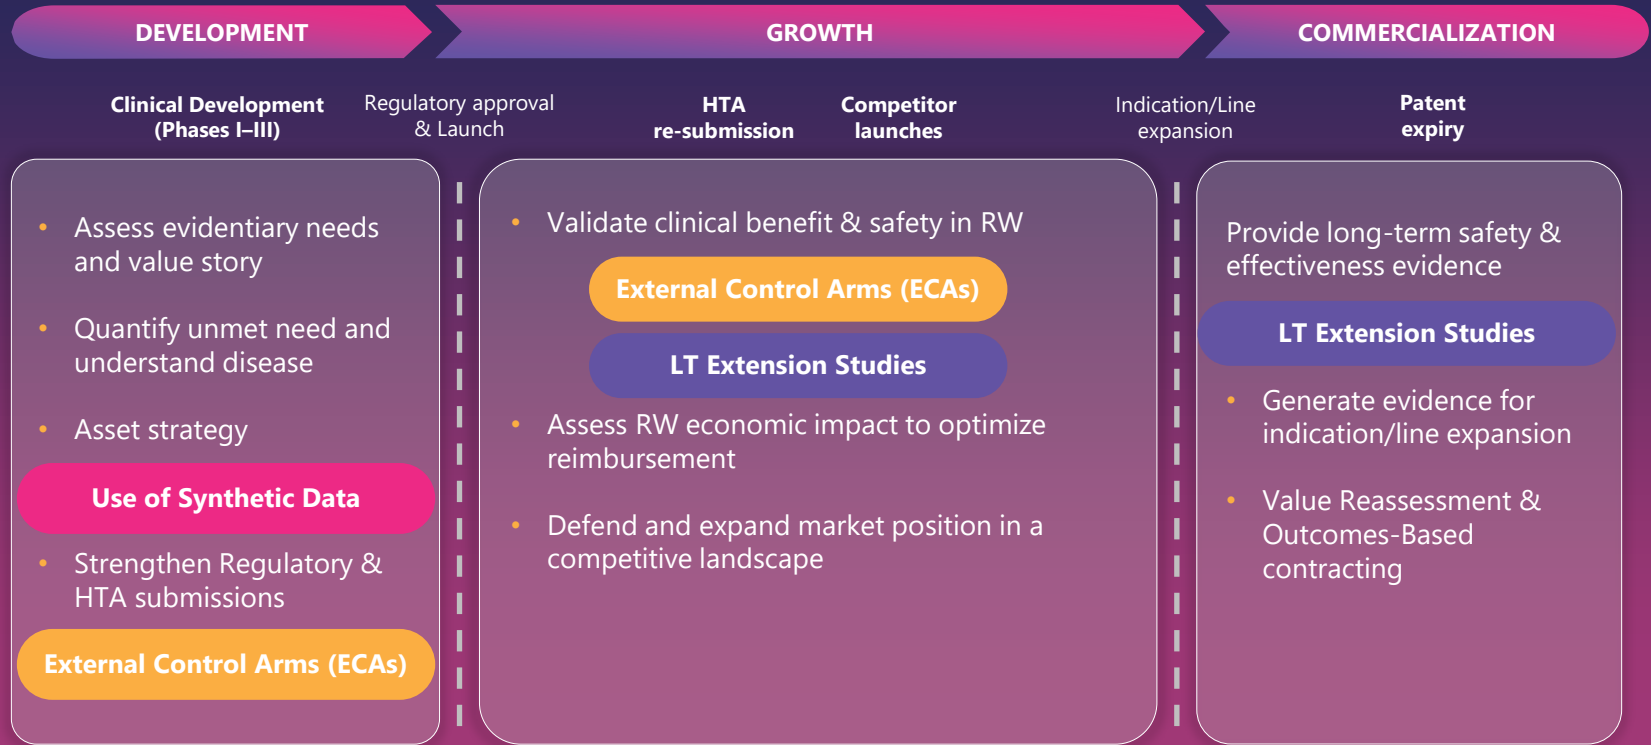 DEVELOPMENT
GROWTH
COMMERCIALIZATION
Clinical Development
(Phases I–III)
Regulatory approval
& Launch
HTA
re-submission
Competitor
launches
Indication/Line
expansion
Patent
expiry
• Assess evidentiary needs
and value story
• Quantify unmet need and
understand disease
• Asset strategy
Use of Synthetic Data
• Strengthen Regulatory &
HTA submissions
External Control Arms (ECAs)
• Validate clinical benefit & safety in RW
External Control Arms (ECAs)
LT Extension Studies
• Assess RW economic impact to optimize
reimbursement
• Defend and expand market position in a
competitive landscape
Provide long-term safety &
effectiveness evidence
LT Extension Studies
• Generate evidence for
indication/line expansion
• Value Reassessment &
Outcomes-Based
contracting